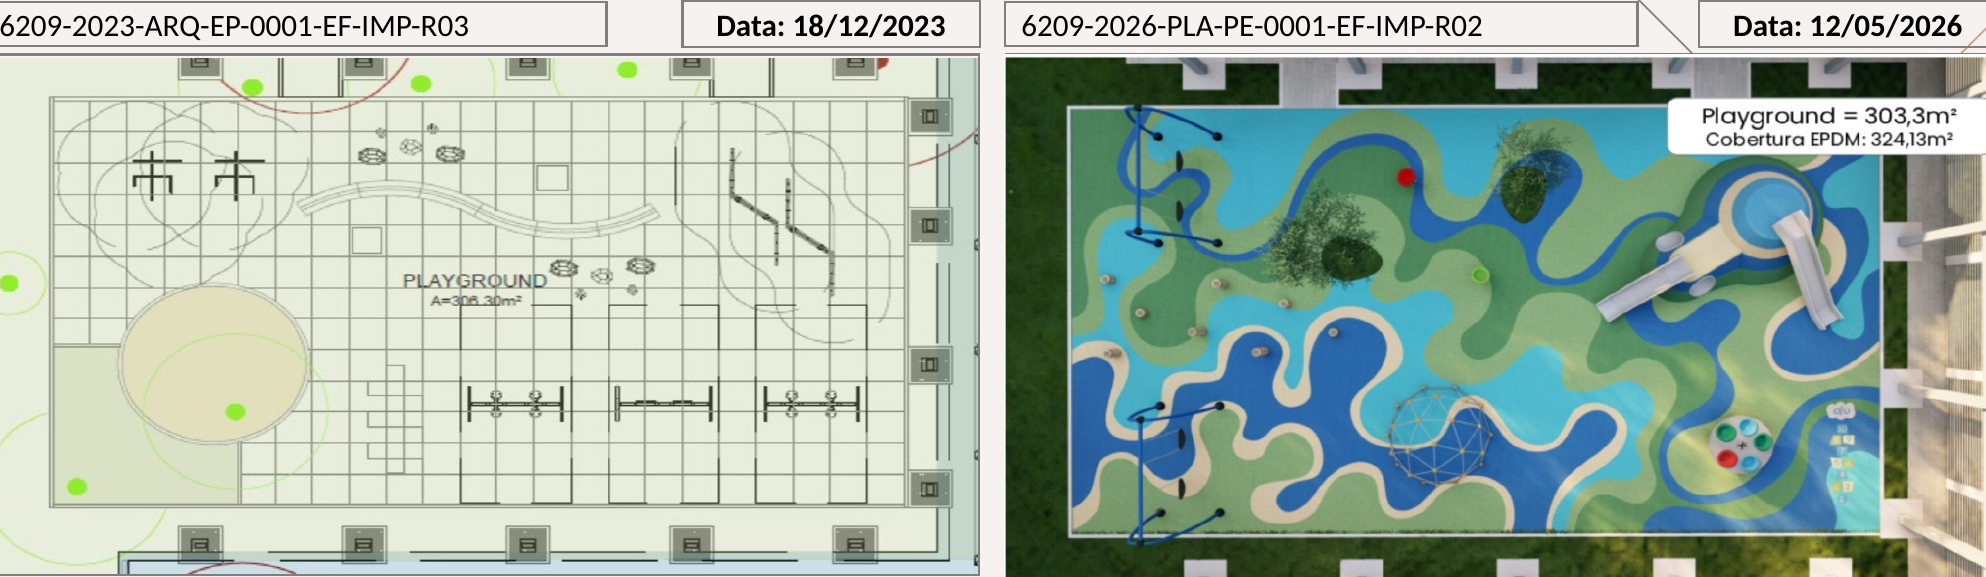 6209-2023-ARQ-EP-0001-EF-IMP-R03
Data: 18/12/2023
PLAYGROUND
A=306.30m²
6209-2026-PLA-PE-0001-EF-IMP-R02
Data: 12/05/2026
Playground = 303,3m²
Cobertura EPDM: 324,13m²
CÉU